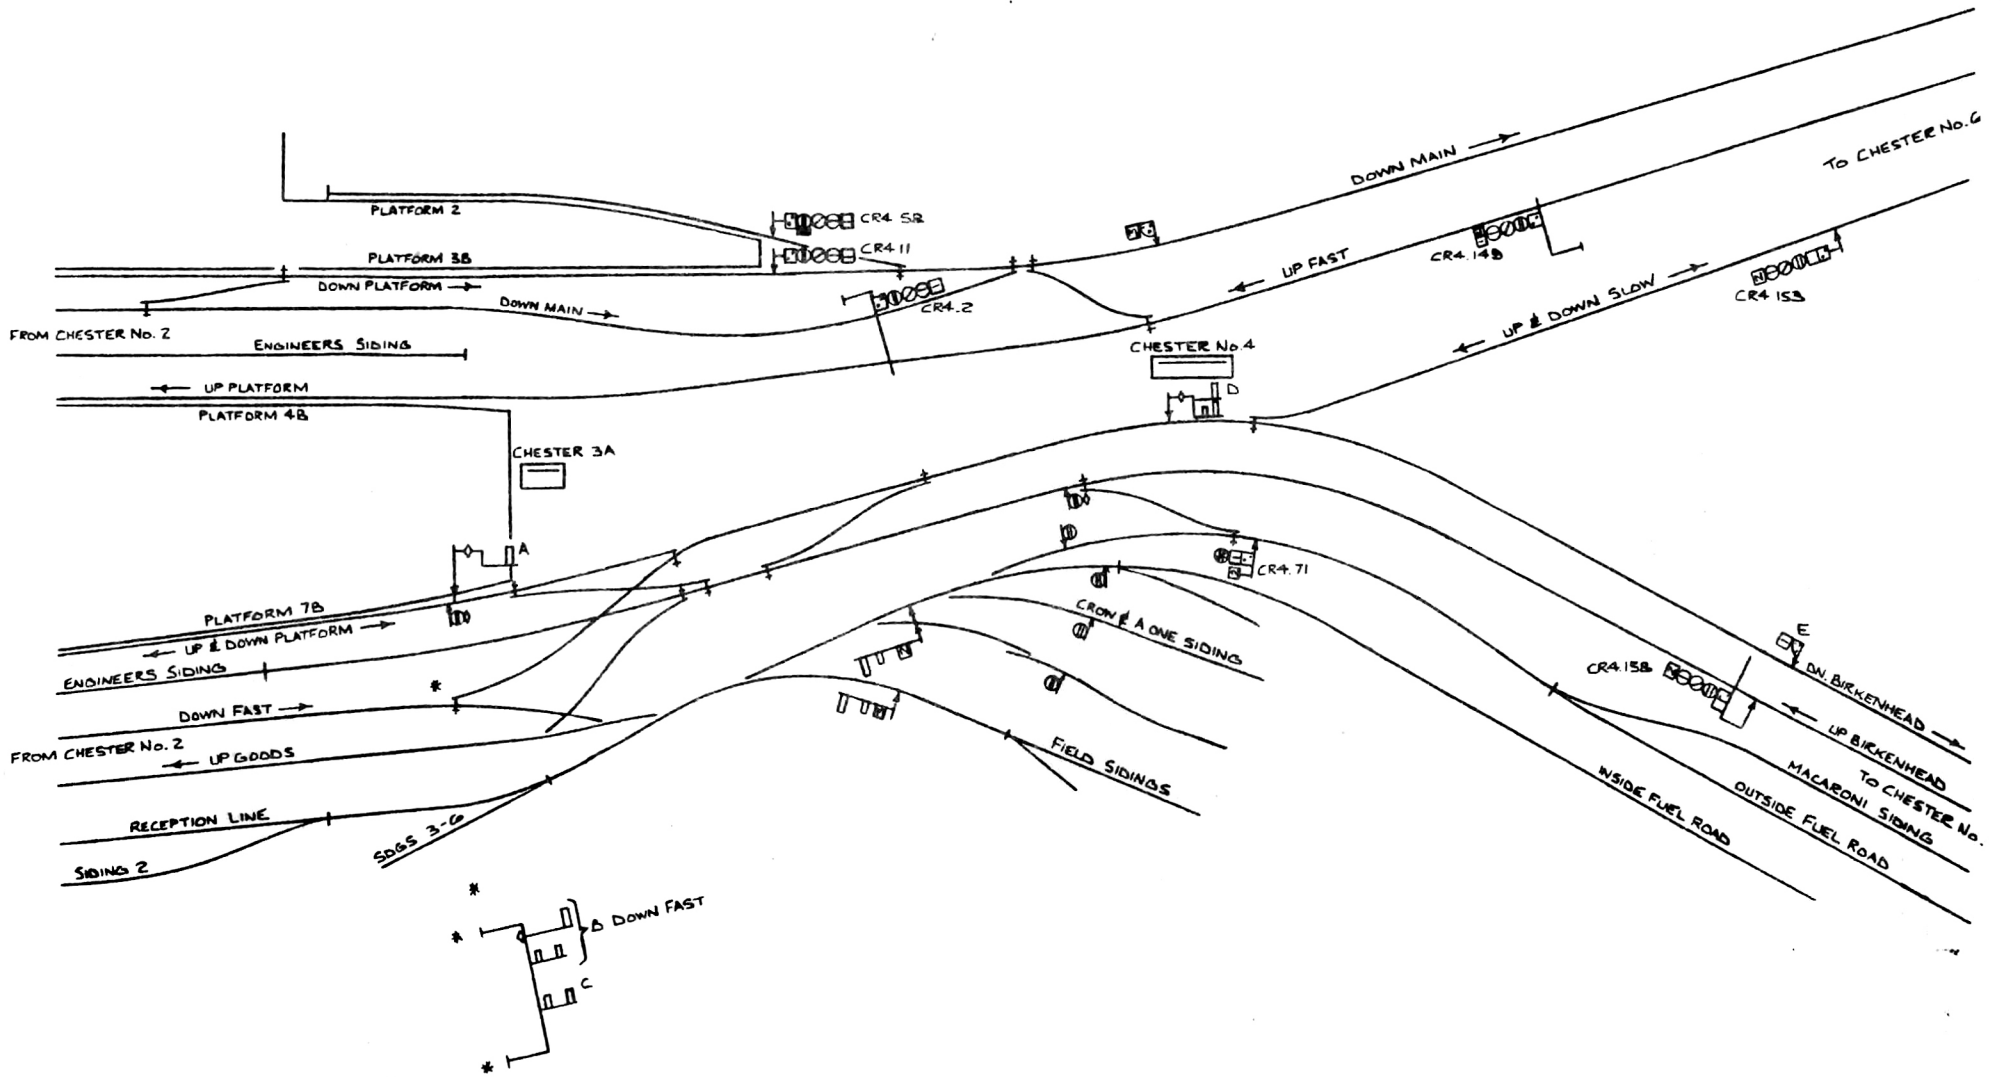 PLATFORM 2
CR4 5B
CR4 11
PLATFORM 3B
DOWN PLATFORM
DOWN MAIN
CR4.2
FROM CHESTER No. 2
ENGINEERS SIDING
UP PLATFORM
PLATFORM 4B
CHESTER 3A
DOWN MAIN
TO CHESTER No. 6
UP FAST
CR4.149
UP & DOWN SLOW
CR4 153
CHESTER No. 4
D
A
PLATFORM 7B
UP & DOWN PLATFORM
ENGINEERS SIDING
*
DOWN FAST
FROM CHESTER No. 2
UP GOODS
RECEPTION LINE
SIDING 2
SDGS 3-6
CR4.71
CROW & A ONE SIDING
FIELD SIDINGS
E
CR4.158
DN. BIRKENHEAD
UP BIRKENHEAD
TO CHESTER No.
MACARONI SIDING
OUTSIDE FUEL ROAD
INSIDE FUEL ROAD
*
*
B DOWN FAST
C
*